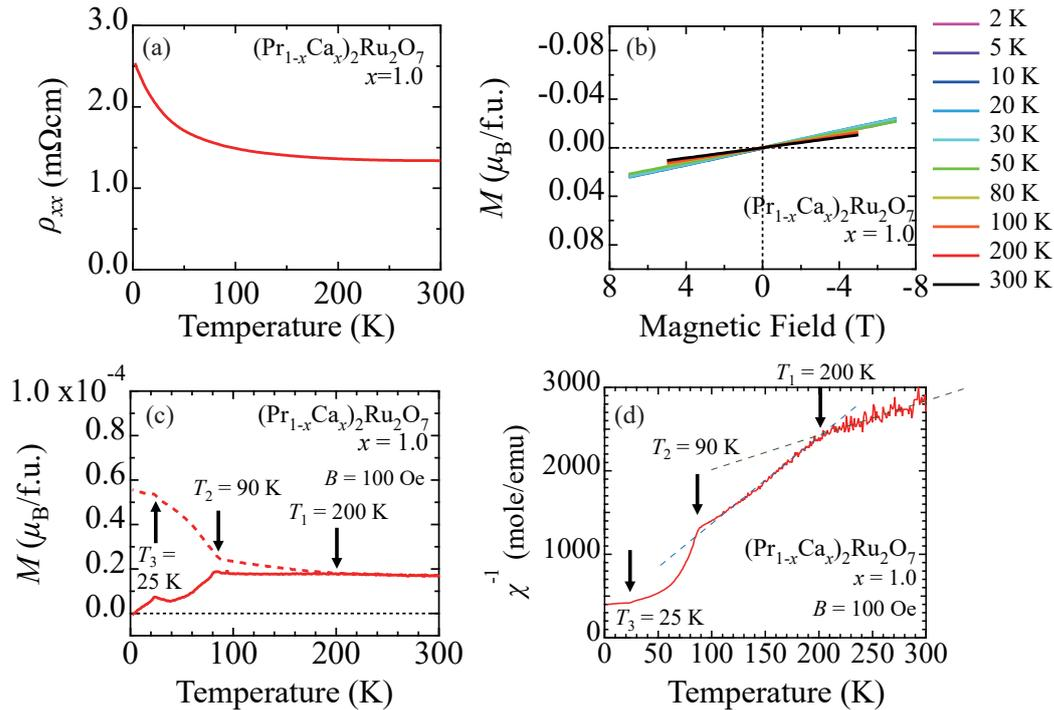 (a)
(Pr1-xCax)2Ru2O7
x=1.0
3.0
2.0
1.0
0.0
ρxx (mΩcm)
0
100
200
300
Temperature (K)
(b)
-0.08
-0.04
0.00
0.04
0.08
M (μB/f.u.)
(Pr1-xCax)2Ru2O7
x = 1.0
8
4
0
-4
-8
Magnetic Field (T)
2 K
5 K
10 K
20 K
30 K
50 K
80 K
100 K
200 K
300 K
1.0 x10-4
(c)
(Pr1-xCax)2Ru2O7
x = 1.0
B = 100 Oe
0.8
0.6
0.4
0.2
0.0
M (μB/f.u.)
T2 = 90 K
T1 = 200 K
T3 =
25 K
0
100
200
300
Temperature (K)
T1 = 200 K
(d)
T2 = 90 K
3000
2000
1000
0
χ-1 (mole/emu)
(Pr1-xCax)2Ru2O7
x = 1.0
B = 100 Oe
T3 = 25 K
0
50
100
150
200
250
300
Temperature (K)